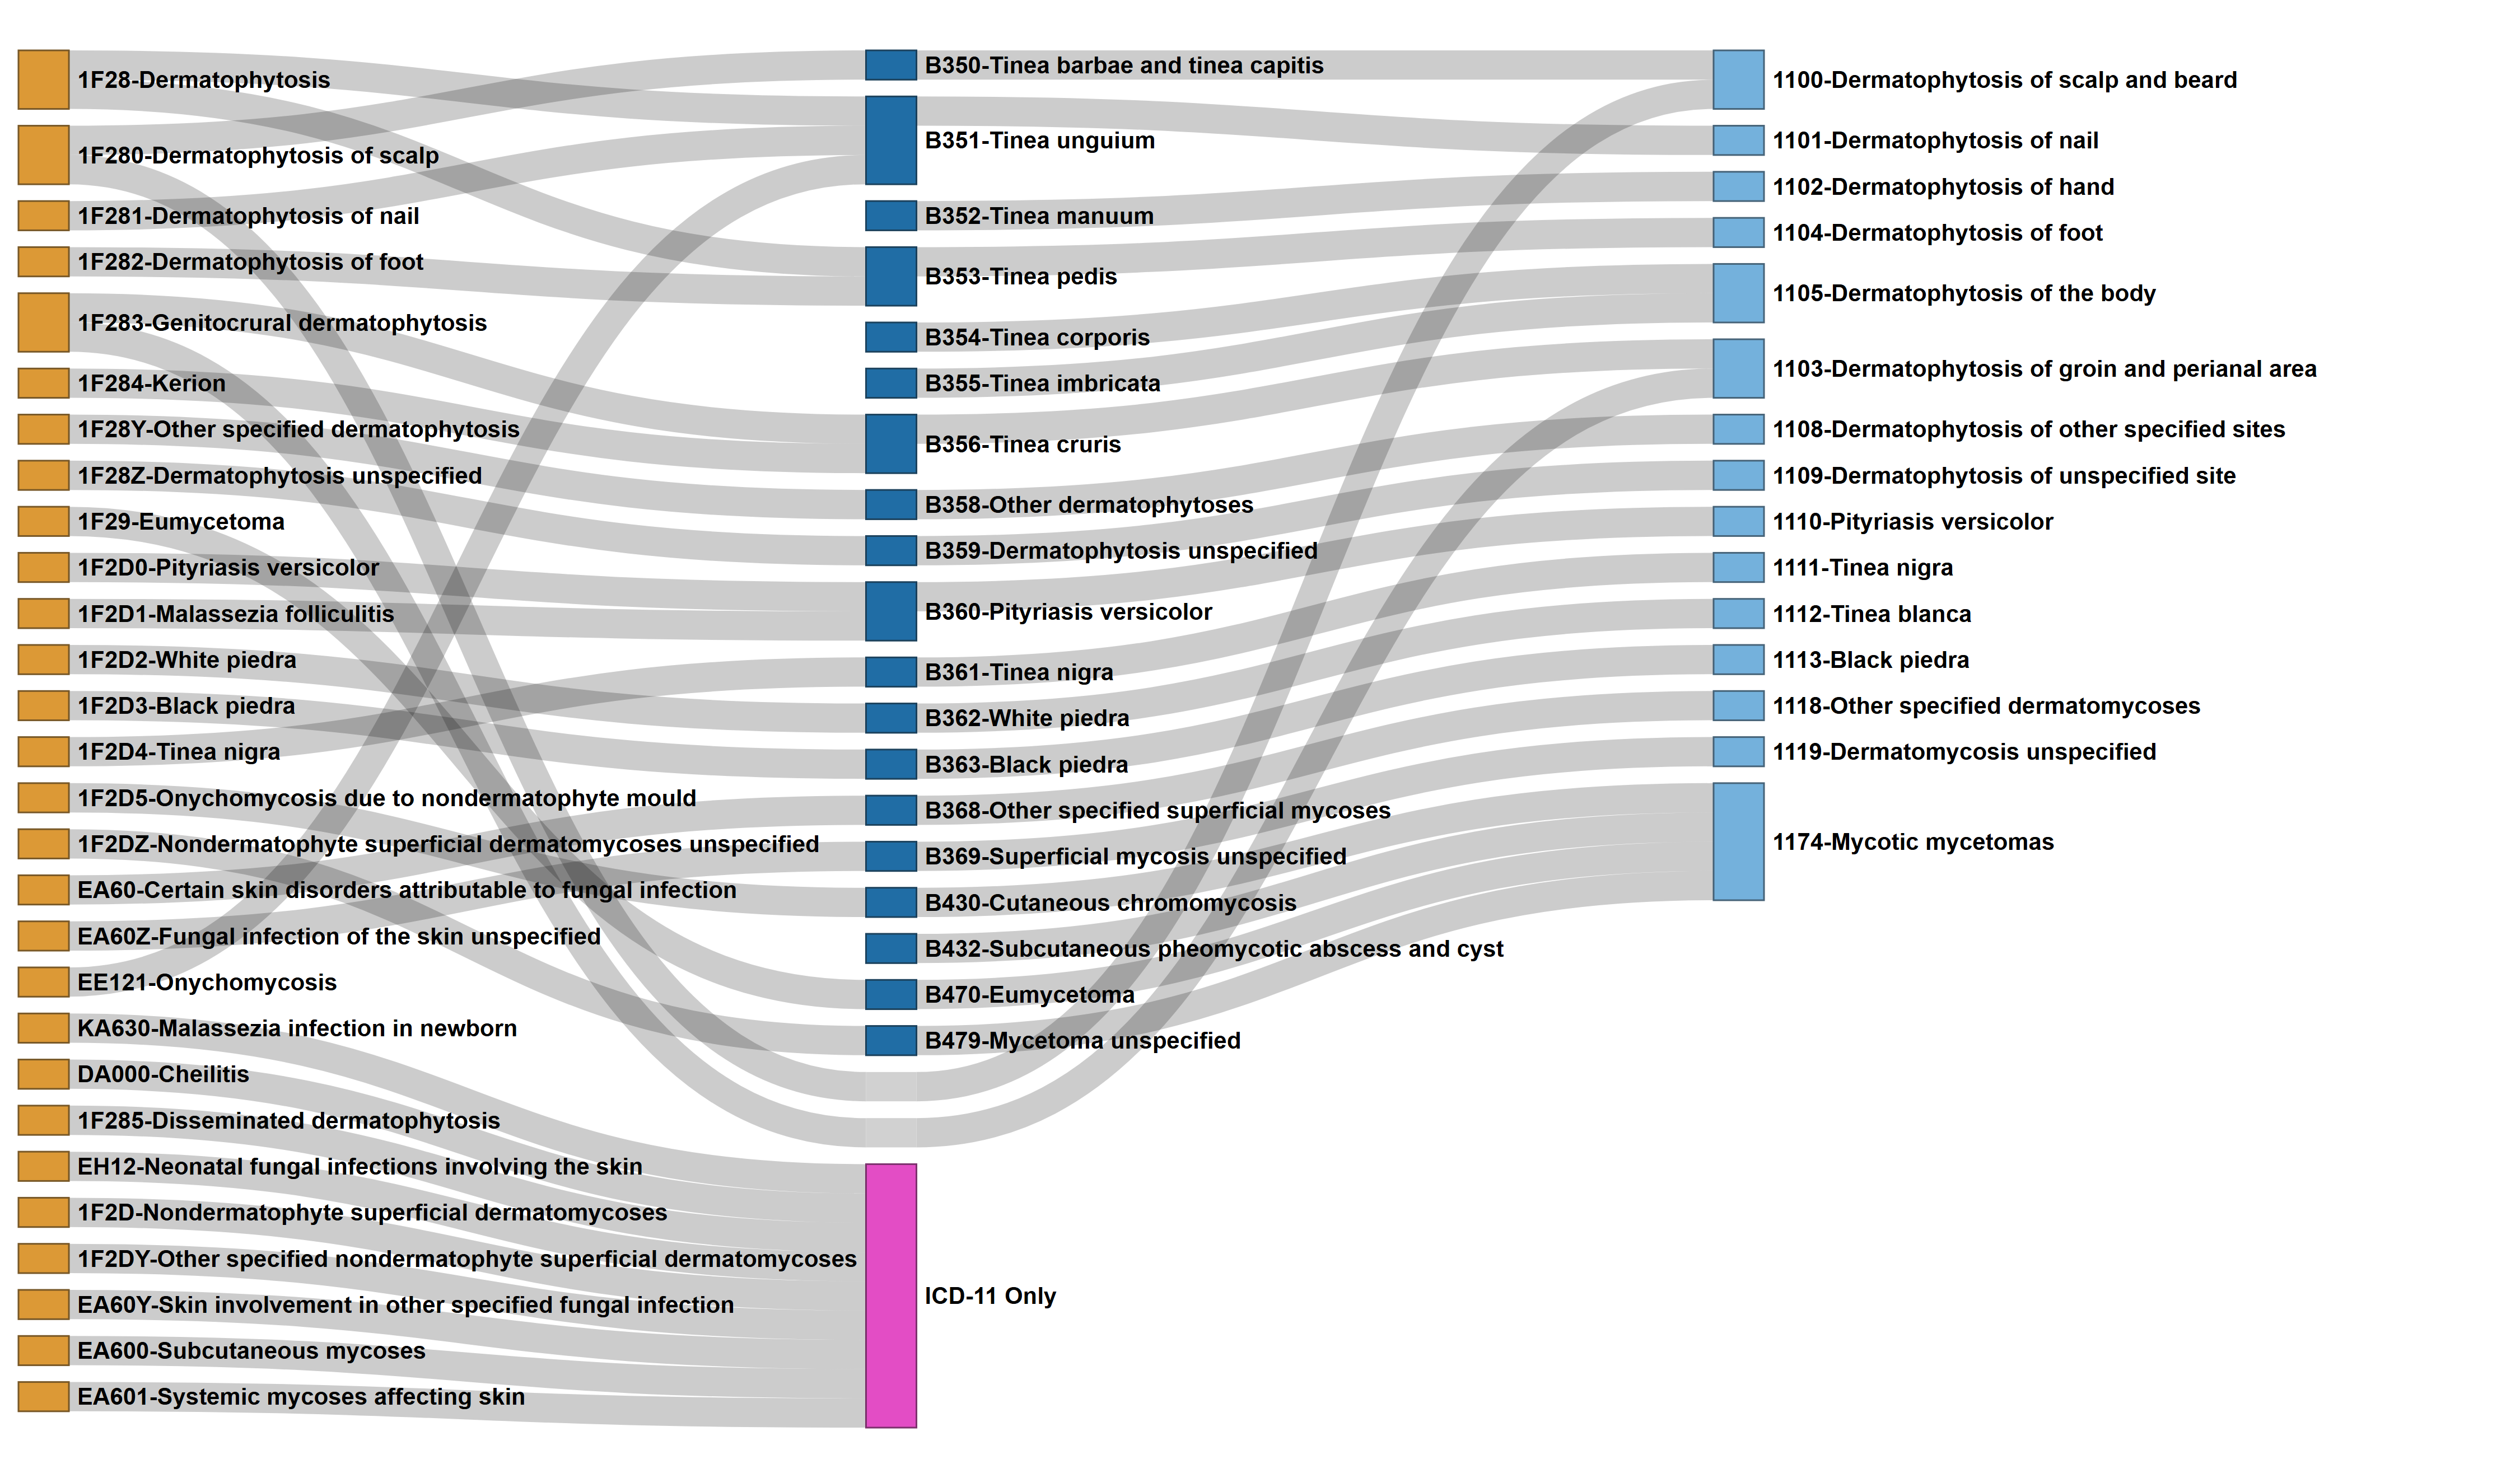 1F28-Dermatophytosis
1F280-Dermatophytosis of scalp
1F281-Dermatophytosis of nail
1F282-Dermatophytosis of foot
1F283-Genitocrural dermatophytosis
1F284-Kerion
1F28Y-Other specified dermatophytosis
1F28Z-Dermatophytosis unspecified
1F29-Eumycetoma
1F2D0-Pityriasis versicolor
1F2D1-Malassezia folliculitis
1F2D2-White piedra
1F2D3-Black piedra
1F2D4-Tinea nigra
1F2D5-Onychomycosis due to nondermatophyte mould
1F2DZ-Nondermatophyte superficial dermatomycoses unspecified
EA60-Certain skin disorders attributable to fungal infection
EA60Z-Fungal infection of the skin unspecified
EE121-Onychomycosis
KA630-Malassezia infection in newborn
DA000-Cheilitis
1F285-Disseminated dermatophytosis
EH12-Neonatal fungal infections involving the skin
1F2D-Nondermatophyte superficial dermatomycoses
1F2DY-Other specified nondermatophyte superficial dermatomycoses
EA60Y-Skin involvement in other specified fungal infection
EA600-Subcutaneous mycoses
EA601-Systemic mycoses affecting skin
B350-Tinea barbae and tinea capitis
B351-Tinea unguium
B352-Tinea manuum
B353-Tinea pedis
B354-Tinea corporis
B355-Tinea imbricata
B356-Tinea cruris
B358-Other dermatophytoses
B359-Dermatophytosis unspecified
B360-Pityriasis versicolor
B361-Tinea nigra
B362-White piedra
B363-Black piedra
B368-Other specified superficial mycoses
B369-Superficial mycosis unspecified
B430-Cutaneous chromomycosis
B432-Subcutaneous pheomycotic abscess and cyst
B470-Eumycetoma
B479-Mycetoma unspecified
ICD-11 Only
1100-Dermatophytosis of scalp and beard
1101-Dermatophytosis of nail
1102-Dermatophytosis of hand
1104-Dermatophytosis of foot
1105-Dermatophytosis of the body
1103-Dermatophytosis of groin and perianal area
1108-Dermatophytosis of other specified sites
1109-Dermatophytosis of unspecified site
1110-Pityriasis versicolor
1111-Tinea nigra
1112-Tinea blanca
1113-Black piedra
1118-Other specified dermatomycoses
1119-Dermatomycosis unspecified
1174-Mycotic mycetomas